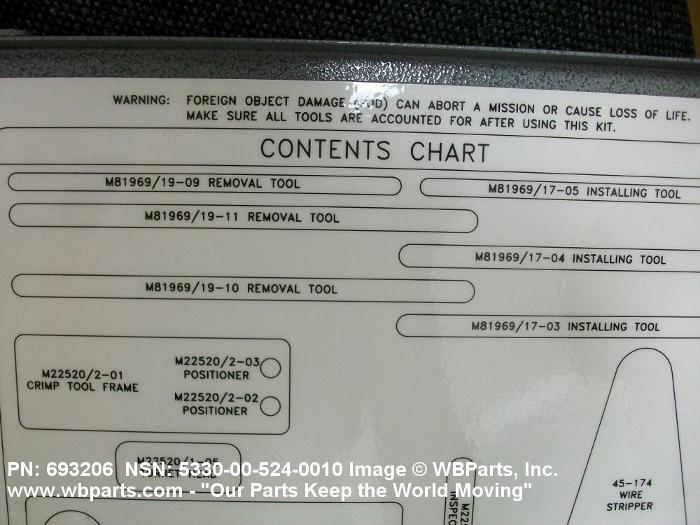 WARNING: FOREIGN OBJECT DAMAGE CAN ABORT A MISSION OR CAUSE LOSS OF LIFE.
MAKE SURE ALL TOOLS ARE ACCOUNTED FOR AFTER USING THIS KIT.
CONTENTS CHART
M81969/19-09 REMOVAL TOOL
M81969/17-05 INSTALLING TOOL
M81969/19-11 REMOVAL TOOL
M81969/17-04 INSTALLING TOOL
M81969/19-10 REMOVAL TOOL
M81969/17-03 INSTALLING TOOL
M22520/2-01
CRIMP TOOL FRAME
M22520/2-03
POSITIONER
M22520/2-02
POSITIONER
M22520/1-05
HEAD
45-174
WIRE
STRIPPER
PN: 693206 NSN: 5330-00-524-0010 Image © WBParts, Inc.
www.wbparts.com - "Our Parts Keep the World Moving"